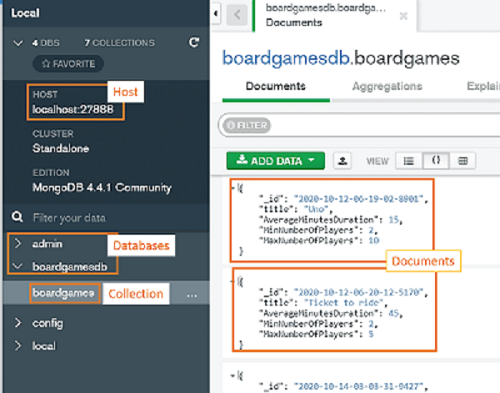 Local
4 DBS 7 COLLECTIONS
FAVORITE
HOST
localhost:27888
Host
CLUSTER
Standalone
EDITION
MongoDB 4.4.1 Community
Filter your data
admin
Databases
boardgamesdb
boardgames
Collection
...
config
local
boardgamesdb.boardga...
Documents
boardgamesdb.boardgames
Documents Aggregations Explai
FILTER
ADD DATA VIEW {}
{
"_id": "2020-10-12-06-19-02-8901",
"title": "Uno",
"AverageMinutesDuration": 15,
"MinNumberOfPlayers": 2,
"MaxNumberOfPlayers": 10
}
Documents
{
"_id": "2020-10-12-06-20-12-5170",
"title": "Ticket to ride",
"AverageMinutesDuration": 45,
"MinNumberOfPlayers": 2,
"MaxNumberOfPlayers": 5
}
{
"_id": "2020-10-14-03-03-31-9427",